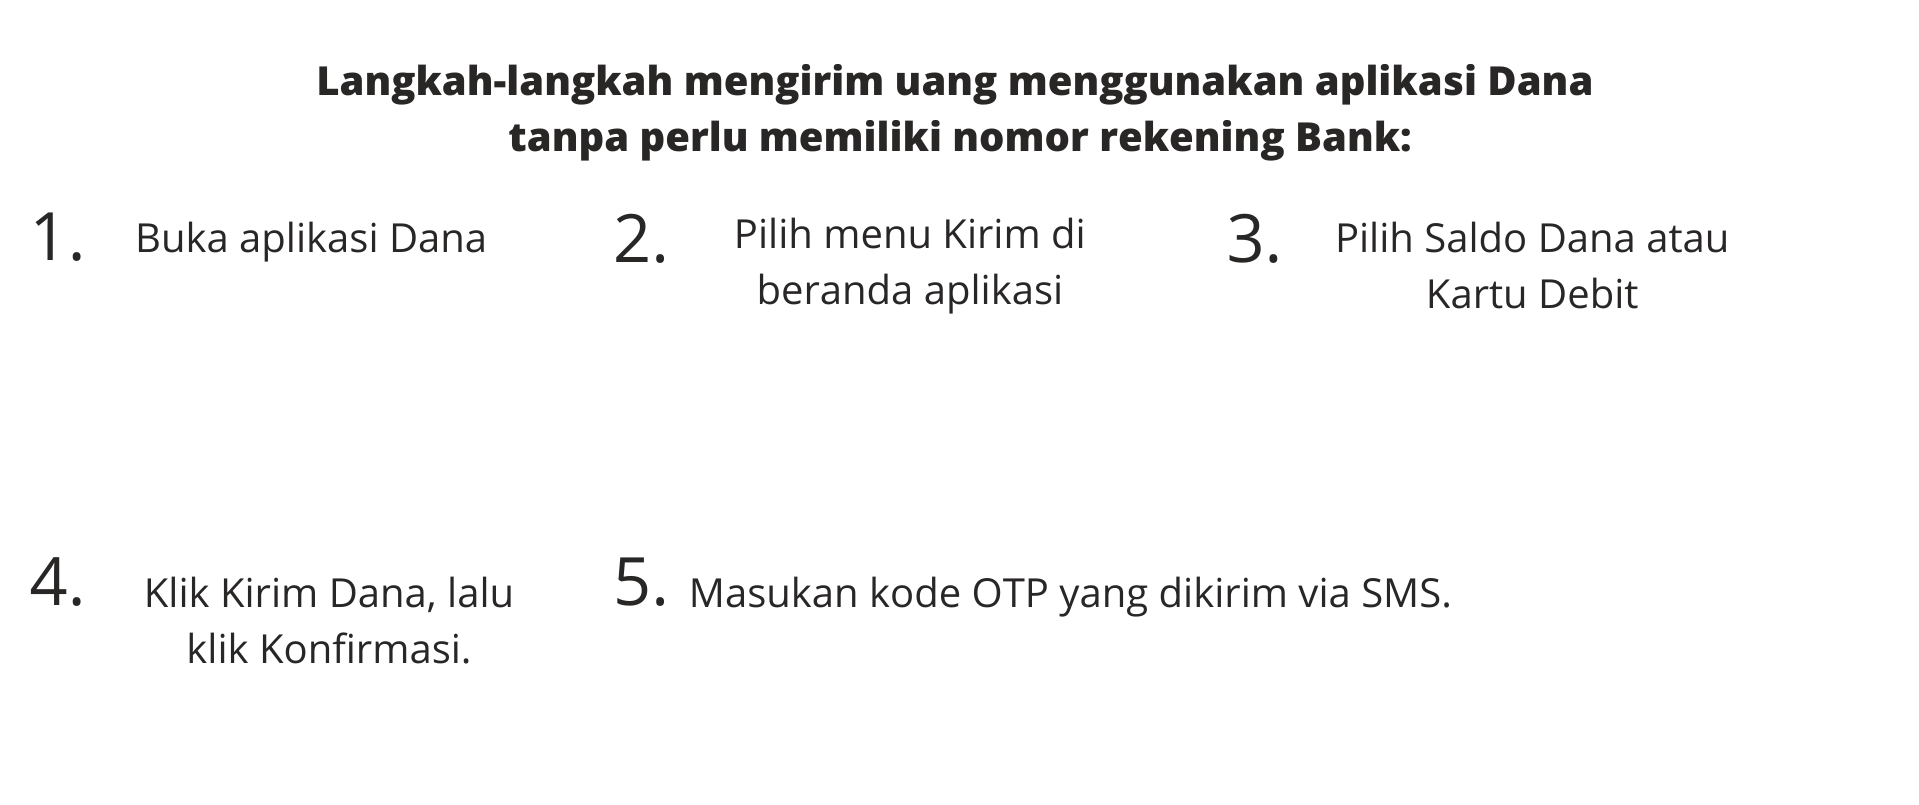 Langkah-langkah mengirim uang menggunakan aplikasi Dana
tanpa perlu memiliki nomor rekening Bank:
1. Buka aplikasi Dana
2. Pilih menu Kirim di
beranda aplikasi
3. Pilih Saldo Dana atau
Kartu Debit
4. Klik Kirim Dana, lalu
klik Konfirmasi.
5. Masukan kode OTP yang dikirim via SMS.